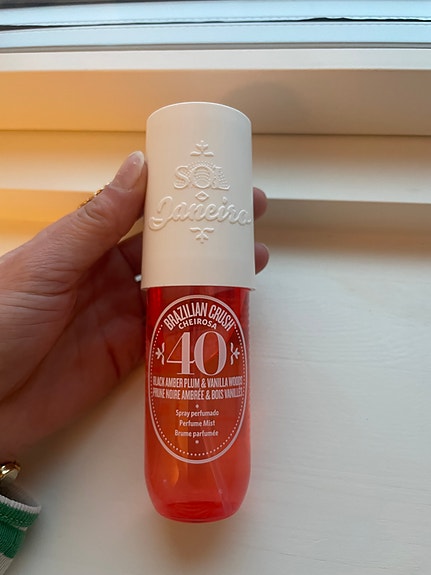 SOL
Janeiro
BRAZILIAN CRUSH
CHEIROSA
40
BLACK AMBER PLUM & VANILLA WOODS
PRUNE NOIRE AMBRÉE & BOIS VANILLÉS
Spray perfumado
Perfume Mist
Brume parfumée